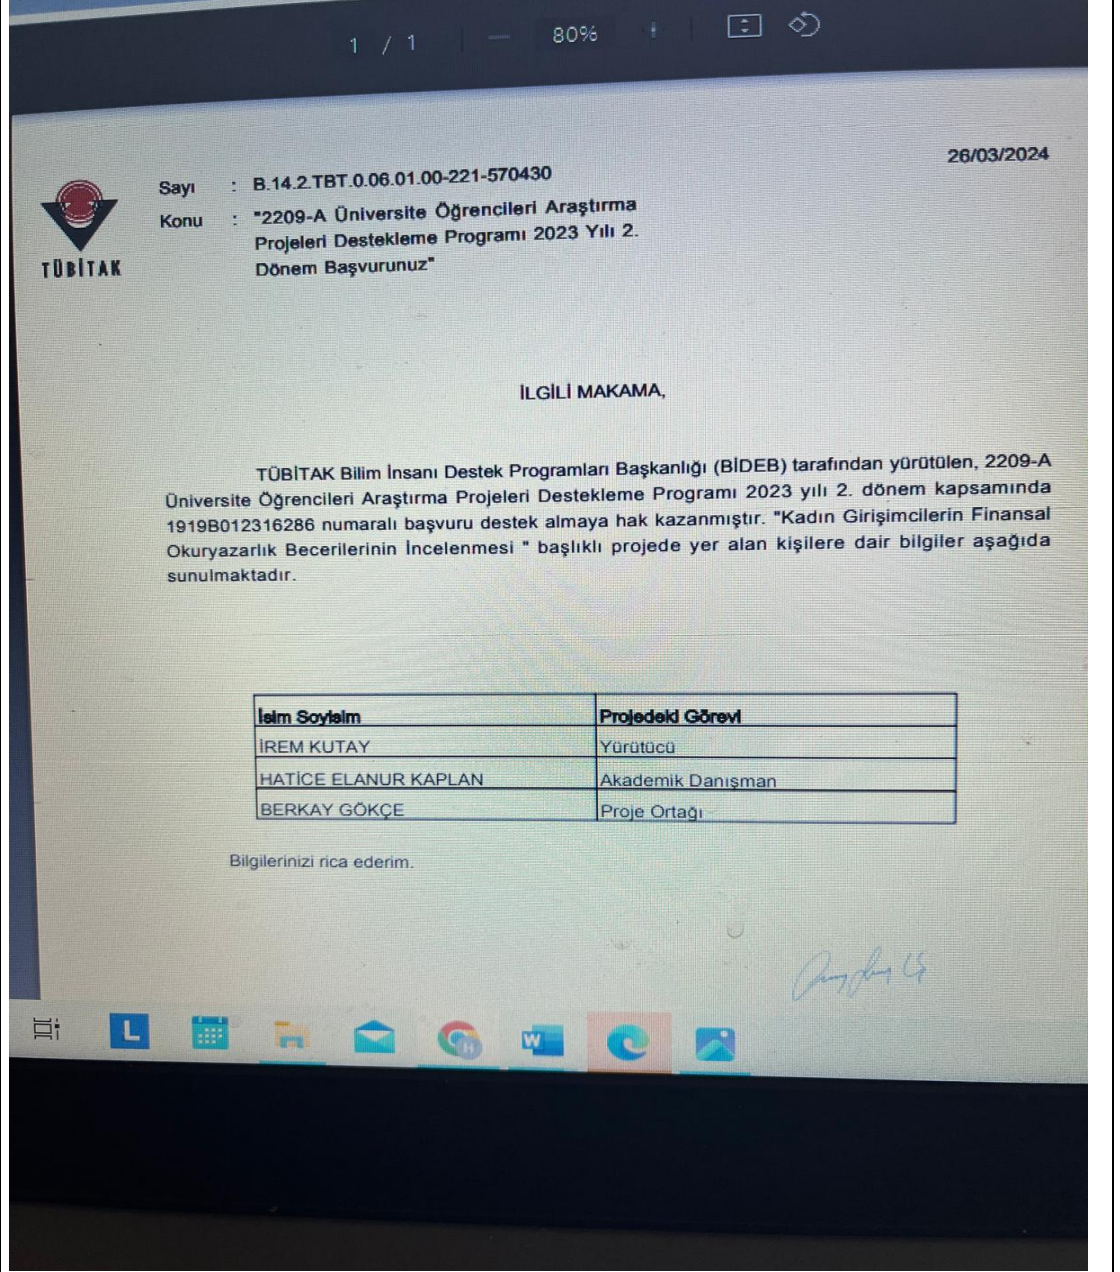 1 / 1 — 80% +
26/03/2024
Sayı : B.14.2.TBT.0.06.01.00-221-570430
Konu : "2209-A Üniversite Öğrencileri Araştırma
Projeleri Destekleme Programı 2023 Yılı 2.
Dönem Başvurunuz"
TÜBİTAK
İLGİLİ MAKAMA,
TÜBİTAK Bilim İnsanı Destek Programları Başkanlığı (BİDEB) tarafından yürütülen, 2209-A
Üniversite Öğrencileri Araştırma Projeleri Destekleme Programı 2023 yılı 2. dönem kapsamında
1919B012316286 numaralı başvuru destek almaya hak kazanmıştır. "Kadın Girişimcilerin Finansal
Okuryazarlık Becerilerinin İncelenmesi " başlıklı projede yer alan kişilere dair bilgiler aşağıda
sunulmaktadır.
İsim Soyisim Projedeki Görevi
İREM KUTAY Yürütücü
HATİCE ELANUR KAPLAN Akademik Danışman
BERKAY GÖKÇE Proje Ortağı
Bilgilerinizi rica ederim.
L
H
W